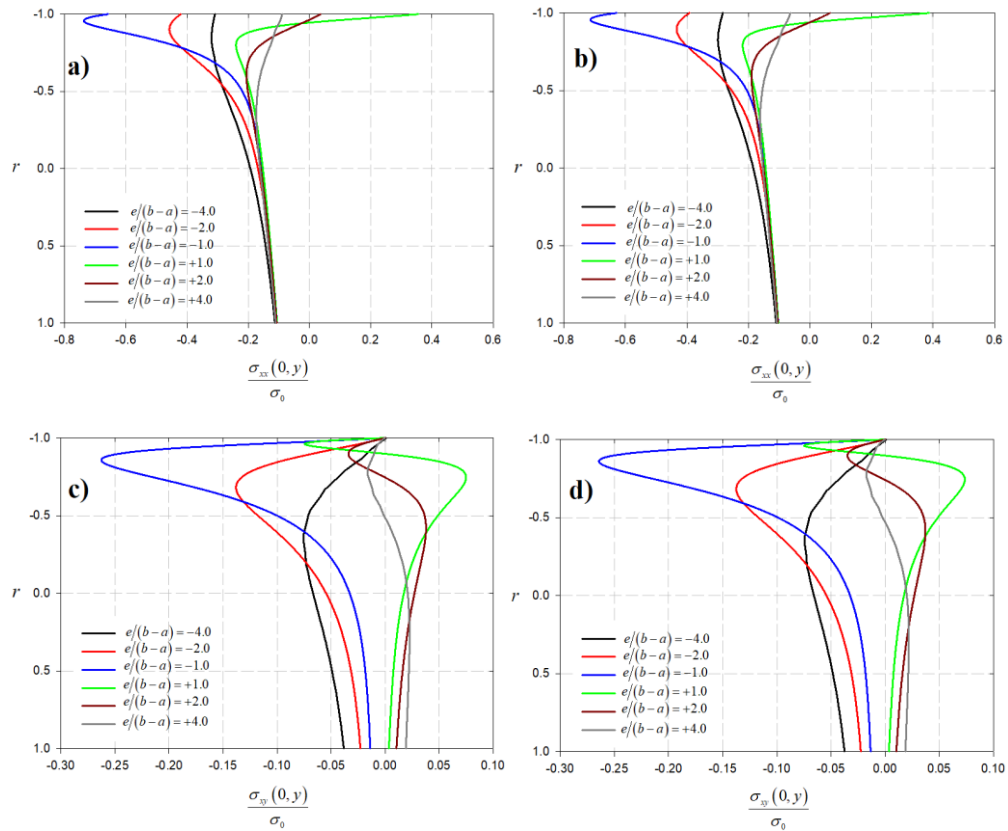 a)
-1.0
-0.5
r 0.0
0.5
1.0
e/(b−a) = −4.0
e/(b−a) = −2.0
e/(b−a) = −1.0
e/(b−a) = +1.0
e/(b−a) = +2.0
e/(b−a) = +4.0
-0.8 -0.6 -0.4 -0.2 0.0 0.2 0.4 0.6
σxx(0, y)
σ0
b)
-1.0
-0.5
r 0.0
0.5
1.0
e/(b−a) = −4.0
e/(b−a) = −2.0
e/(b−a) = −1.0
e/(b−a) = +1.0
e/(b−a) = +2.0
e/(b−a) = +4.0
-0.8 -0.6 -0.4 -0.2 0.0 0.2 0.4 0.6
σxx(0, y)
σ0
c)
-1.0
-0.5
r 0.0
0.5
1.0
e/(b−a) = −4.0
e/(b−a) = −2.0
e/(b−a) = −1.0
e/(b−a) = +1.0
e/(b−a) = +2.0
e/(b−a) = +4.0
-0.30 -0.25 -0.20 -0.15 -0.10 -0.05 0.00 0.05 0.10
σxy(0, y)
σ0
d)
-1.0
-0.5
r 0.0
0.5
1.0
e/(b−a) = −4.0
e/(b−a) = −2.0
e/(b−a) = −1.0
e/(b−a) = +1.0
e/(b−a) = +2.0
e/(b−a) = +4.0
-0.30 -0.25 -0.20 -0.15 -0.10 -0.05 0.00 0.05 0.10
σxy(0, y)
σ0